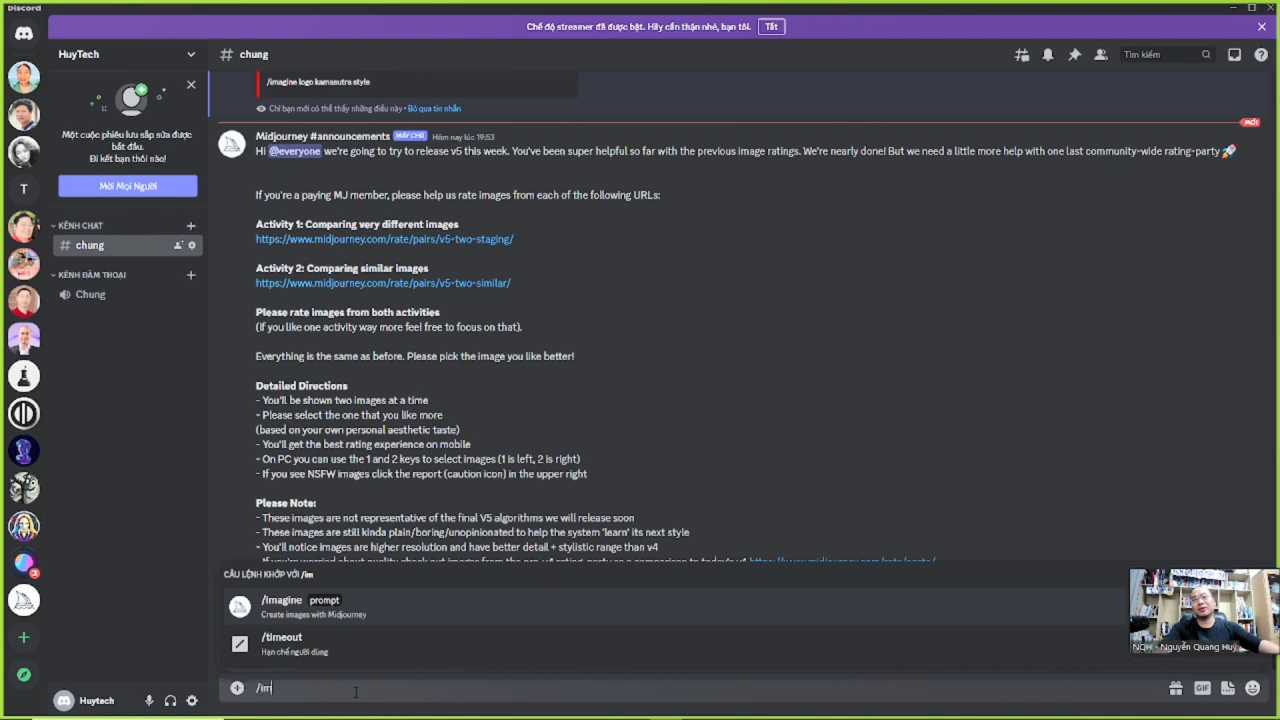 Discord
Chế độ streamer đã được bật. Hãy cẩn thận nhé, bạn tôi. Tắt
HuyTech
# chung
Tìm kiếm
/imagine logo kamasutra style
Chỉ bạn mới có thể thấy những điều này • Bỏ qua tin nhắn
MỚI
Một cuộc phiêu lưu sắp sửa được
bắt đầu.
Đi kết bạn thôi nào!
Mời Mọi Người
KÊNH CHAT
# chung
KÊNH ĐÀM THOẠI
Chung
T
Midjourney #announcements MÁY CHỦ Hôm nay lúc 19:53
Hi @everyone we're going to try to release v5 this week. You've been super helpful so far with the previous image ratings. We're nearly done! But we need a little more help with one last community-wide rating-party 🚀
If you're a paying MJ member, please help us rate images from each of the following URLs:
Activity 1: Comparing very different images
https://www.midjourney.com/rate/pairs/v5-two-staging/
Activity 2: Comparing similar images
https://www.midjourney.com/rate/pairs/v5-two-similar/
Please rate images from both activities
(if you like one activity way more feel free to focus on that).
Everything is the same as before. Please pick the image you like better!
Detailed Directions
- You'll be shown two images at a time
- Please select the one that you like more
(based on your own personal aesthetic taste)
- You'll get the best rating experience on mobile
- On PC you can use the 1 and 2 keys to select images (1 is left, 2 is right)
- If you see NSFW images click the report (caution icon) in the upper right
Please Note:
- These images are not representative of the final V5 algorithms we will release soon
- These images are still kinda plain/boring/unopinionated to help the system 'learn' its next style
- You'll notice images are higher resolution and have better detail + stylistic range than v4
CÂU LỆNH KHỚP VỚI /im
/imagine prompt
Create images with Midjourney
/timeout
Hạn chế người dùng
/im
GIF
Huytech
NQH - Nguyễn Quang Huy